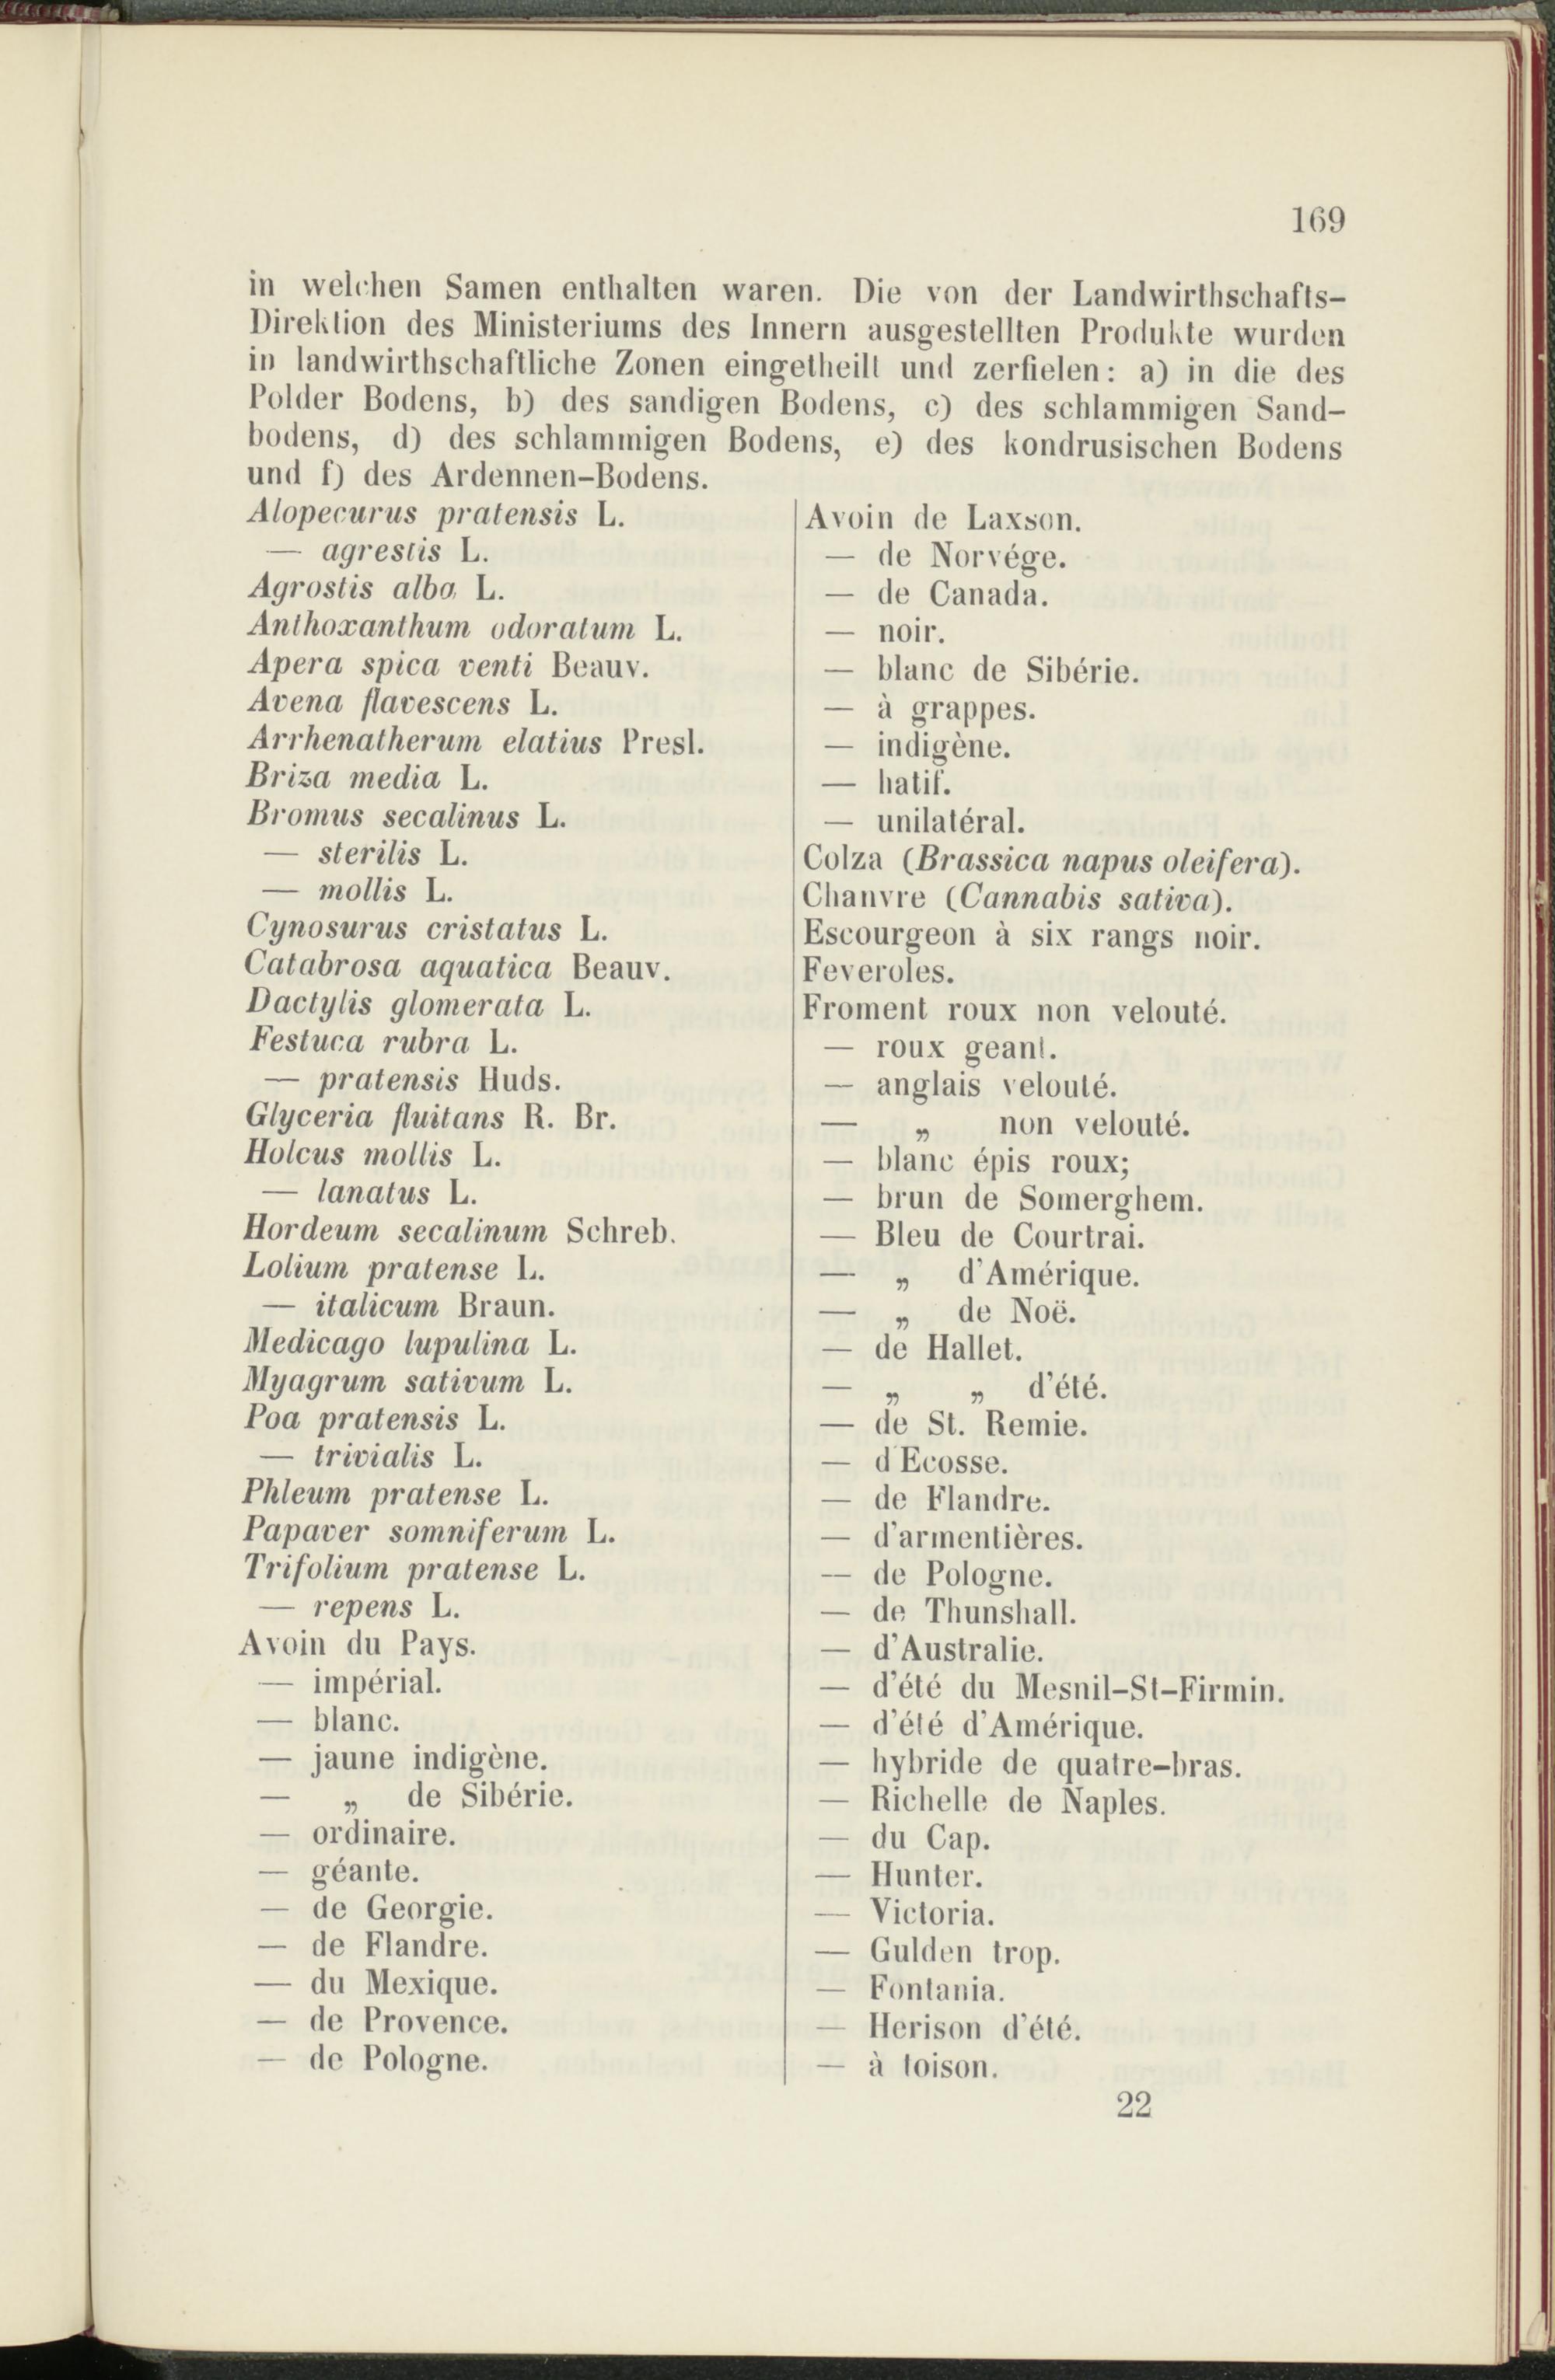 169
in welchen Samen enthalten waren. Die von der Landwirthschafts-
Direktion des Ministeriums des Innern ausgestellten Produkte wurden
in landwirthschaftliche Zonen eingetheilt und zerfielen: a) in die des
Polder Bodens, b) des sandigen Bodens, c) des schlammigen Sand-
bodens, d) des schlammigen Bodens, e) des kondrusischen Bodens
und f) des Ardennen-Bodens.
Alopecurus pratensis L.
— agrestis L.
Agrostis alba L.
Anthoxanthum odoratum L.
Apera spica venti Beauv.
Avena flavescens L.
Arrhenatherum elatius Presl.
Briza media L.
Bromus secalinus L.
— sterilis L.
— mollis L.
Cynosurus cristatus L.
Catabrosa aquatica Beauv.
Dactylis glomerata L.
Festuca rubra L.
— pratensis Huds.
Glyceria fluitans R. Br.
Holcus mollis L.
— lanatus L.
Hordeum secalinum Schreb.
Lolium pratense L.
— italicum Braun.
Medicago lupulina L.
Myagrum sativum L.
Poa pratensis L.
— trivialis L.
Phleum pratense L.
Papaver somniferum L.
Trifolium pratense L.
— repens L.
Avoin du Pays.
— impérial.
— blanc.
— jaune indigène.
— „ de Sibérie.
— ordinaire.
— géante.
— de Georgie.
— de Flandre.
— du Mexique.
— de Provence.
— de Pologne.
Avoin de Laxson.
— de Norvége.
— de Canada.
— noir.
— blanc de Sibérie.
— à grappes.
— indigène.
— hatif.
— unilatéral.
Colza (Brassica napus oleifera).
Chanvre (Cannabis sativa).
Escourgeon à six rangs noir.
Feveroles.
Froment roux non velouté.
— roux geant.
— anglais velouté.
— „ non velouté.
— blanc épis roux;
— brun de Somerghem.
— Bleu de Courtrai.
— „ d'Amérique.
— „ de Noë.
— de Hallet.
— „ „ d'été.
— de St. Remie.
— d'Ecosse.
— de Flandre.
— d'armentières.
— de Pologne.
— de Thunshall.
— d'Australie.
— d'été du Mesnil-St-Firmin.
— d'été d'Amérique.
— hybride de quatre-bras.
— Richelle de Naples.
— du Cap.
— Hunter.
— Victoria.
— Gulden trop.
— Fontania.
— Herison d'été.
— à toison.
22